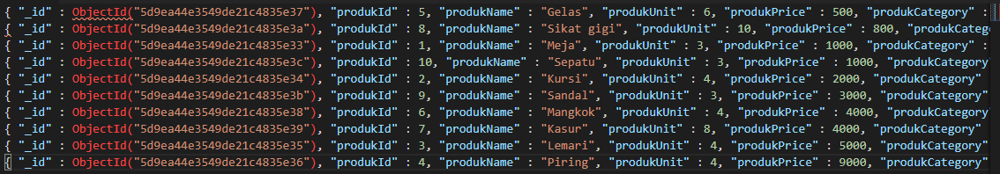 { "_id" : ObjectId("5d9ea44e3549de21c4835e37"), "produkId" : 5, "produkName" : "Gelas", "produkUnit" : 6, "produkPrice" : 500, "produkCategory" :
{ "_id" : ObjectId("5d9ea44e3549de21c4835e3a"), "produkId" : 8, "produkName" : "Sikat gigi", "produkUnit" : 10, "produkPrice" : 800, "produkCatego
{ "_id" : ObjectId("5d9ea44e3549de21c4835e33"), "produkId" : 1, "produkName" : "Meja", "produkUnit" : 3, "produkPrice" : 1000, "produkCategory" :
{ "_id" : ObjectId("5d9ea44e3549de21c4835e3c"), "produkId" : 10, "produkName" : "Sepatu", "produkUnit" : 3, "produkPrice" : 1000, "produkCategory"
{ "_id" : ObjectId("5d9ea44e3549de21c4835e34"), "produkId" : 2, "produkName" : "Kursi", "produkUnit" : 4, "produkPrice" : 2000, "produkCategory"
{ "_id" : ObjectId("5d9ea44e3549de21c4835e3b"), "produkId" : 9, "produkName" : "Sandal", "produkUnit" : 3, "produkPrice" : 3000, "produkCategory"
{ "_id" : ObjectId("5d9ea44e3549de21c4835e38"), "produkId" : 6, "produkName" : "Mangkok", "produkUnit" : 4, "produkPrice" : 4000, "produkCategory"
{ "_id" : ObjectId("5d9ea44e3549de21c4835e39"), "produkId" : 7, "produkName" : "Kasur", "produkUnit" : 8, "produkPrice" : 4000, "produkCategory"
{ "_id" : ObjectId("5d9ea44e3549de21c4835e35"), "produkId" : 3, "produkName" : "Lemari", "produkUnit" : 4, "produkPrice" : 5000, "produkCategory"
{ "_id" : ObjectId("5d9ea44e3549de21c4835e36"), "produkId" : 4, "produkName" : "Piring", "produkUnit" : 4, "produkPrice" : 9000, "produkCategory"